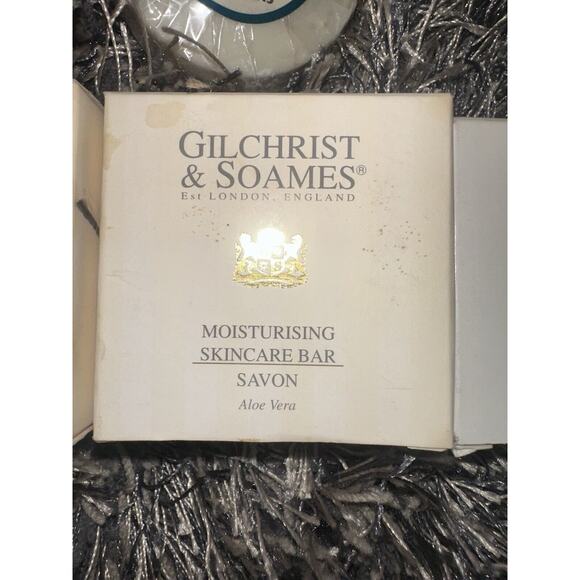 GILCHRIST
& SOAMES®
Est LONDON, ENGLAND
MOISTURISING
SKINCARE BAR
SAVON
Aloe Vera